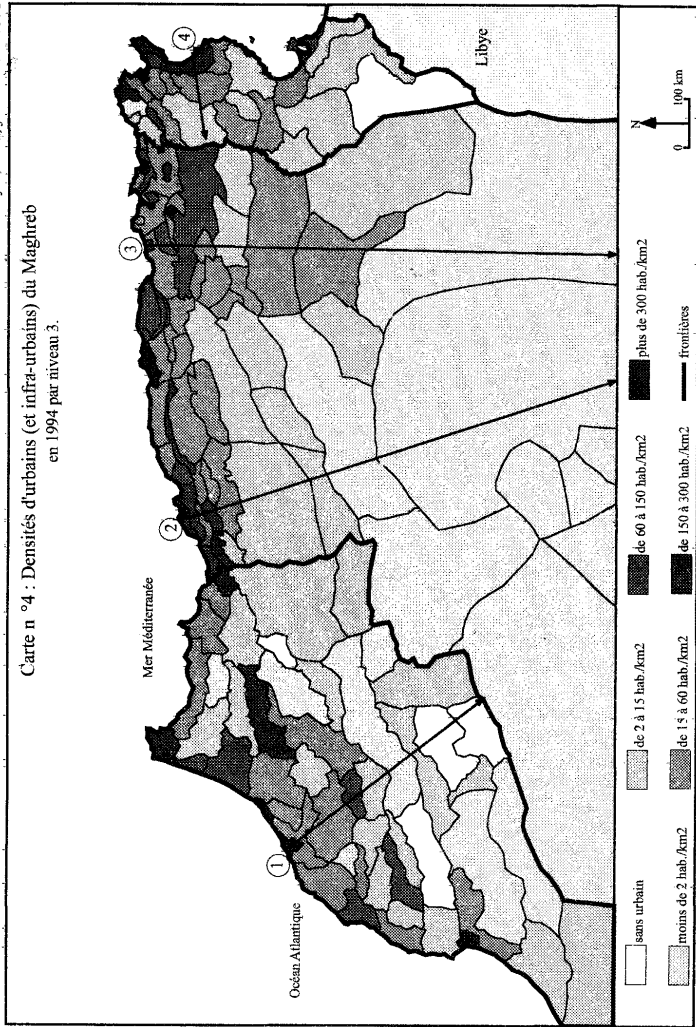 Carte n °4 : Densités d'urbains (et infra-urbains) du Maghreb
en 1994 par niveau 3.
Mer Méditerranée
Océan Atlantique
Libye
1
2
3
4
sans urbain
de 2 à 15 hab./km2
de 60 à 150 hab./km2
plus de 300 hab./km2
moins de 2 hab./km2
de 15 à 60 hab./km2
de 150 à 300 hab./km2
frontières
N
0 100 km